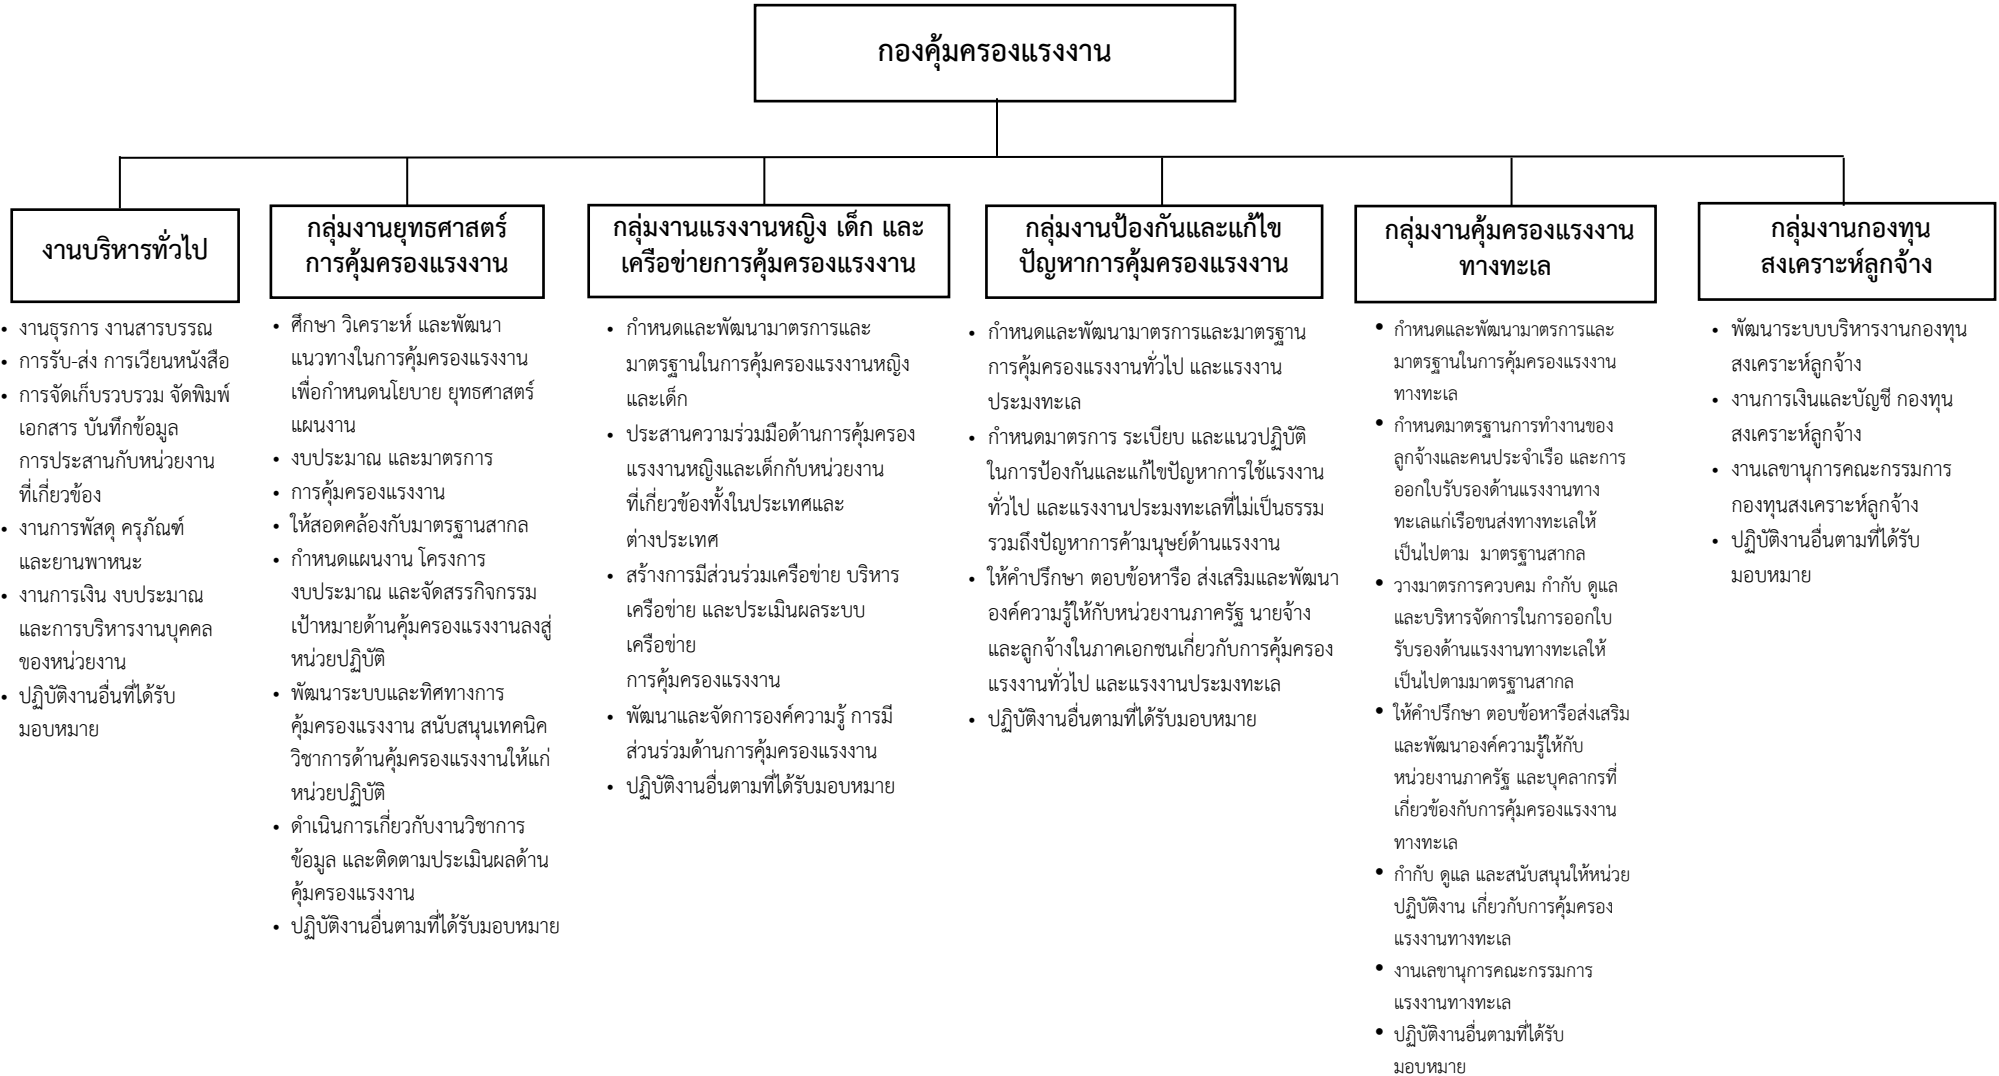 กองคุ้มครองแรงงาน
งานบริหารทั่วไป
• งานธุรการ งานสารบรรณ
• การรับ-ส่ง การเวียนหนังสือ
• การจัดเก็บรวบรวม จัดพิมพ์
เอกสาร บันทึกข้อมูล
การประสานกับหน่วยงาน
ที่เกี่ยวข้อง
• งานการพัสดุ ครุภัณฑ์
และยานพาหนะ
• งานการเงิน งบประมาณ
และการบริหารงานบุคคล
ของหน่วยงาน
• ปฏิบัติงานอื่นที่ได้รับ
มอบหมาย
กลุ่มงานยุทธศาสตร์
การคุ้มครองแรงงาน
• ศึกษา วิเคราะห์ และพัฒนา
แนวทางในการคุ้มครองแรงงาน
เพื่อกำหนดนโยบาย ยุทธศาสตร์
แผนงาน
• งบประมาณ และมาตรการ
• การคุ้มครองแรงงาน
• ให้สอดคล้องกับมาตรฐานสากล
• กำหนดแผนงาน โครงการ
งบประมาณ และจัดสรรกิจกรรม
เป้าหมายด้านคุ้มครองแรงงานลงสู่
หน่วยปฏิบัติ
• พัฒนาระบบและทิศทางการ
คุ้มครองแรงงาน สนับสนุนเทคนิค
วิชาการด้านคุ้มครองแรงงานให้แก่
หน่วยปฏิบัติ
• ดำเนินการเกี่ยวกับงานวิชาการ
ข้อมูล และติดตามประเมินผลด้าน
คุ้มครองแรงงาน
• ปฏิบัติงานอื่นตามที่ได้รับมอบหมาย
กลุ่มงานแรงงานหญิง เด็ก และ
เครือข่ายการคุ้มครองแรงงาน
• กำหนดและพัฒนามาตรการและ
มาตรฐานในการคุ้มครองแรงงานหญิง
และเด็ก
• ประสานความร่วมมือด้านการคุ้มครอง
แรงงานหญิงและเด็กกับหน่วยงาน
ที่เกี่ยวข้องทั้งในประเทศและ
ต่างประเทศ
• สร้างการมีส่วนร่วมเครือข่าย บริหาร
เครือข่าย และประเมินผลระบบ
เครือข่าย
การคุ้มครองแรงงาน
• พัฒนาและจัดการองค์ความรู้ การมี
ส่วนร่วมด้านการคุ้มครองแรงงาน
• ปฏิบัติงานอื่นตามที่ได้รับมอบหมาย
กลุ่มงานป้องกันและแก้ไข
ปัญหาการคุ้มครองแรงงาน
• กำหนดและพัฒนามาตรการและมาตรฐาน
การคุ้มครองแรงงานทั่วไป และแรงงาน
ประมงทะเล
• กำหนดมาตรการ ระเบียบ และแนวปฏิบัติ
ในการป้องกันและแก้ไขปัญหาการใช้แรงงาน
ทั่วไป และแรงงานประมงทะเลที่ไม่เป็นธรรม
รวมถึงปัญหาการค้ามนุษย์ด้านแรงงาน
• ให้คำปรึกษา ตอบข้อหารือ ส่งเสริมและพัฒนา
องค์ความรู้ให้กับหน่วยงานภาครัฐ นายจ้าง
และลูกจ้างในภาคเอกชนเกี่ยวกับการคุ้มครอง
แรงงานทั่วไป และแรงงานประมงทะเล
• ปฏิบัติงานอื่นตามที่ได้รับมอบหมาย
กลุ่มงานคุ้มครองแรงงาน
ทางทะเล
• กำหนดและพัฒนามาตรการและ
มาตรฐานในการคุ้มครองแรงงาน
ทางทะเล
• กำหนดมาตรฐานการทำงานของ
ลูกจ้างและคนประจำเรือ และการ
ออกใบรับรองด้านแรงงานทาง
ทะเลแก่เรือขนส่งทางทะเลให้
เป็นไปตาม มาตรฐานสากล
• วางมาตรการควบคม กำกับ ดูแล
และบริหารจัดการในการออกใบ
รับรองด้านแรงงานทางทะเลให้
เป็นไปตามมาตรฐานสากล
• ให้คำปรึกษา ตอบข้อหารือส่งเสริม
และพัฒนาองค์ความรู้ให้กับ
หน่วยงานภาครัฐ และบุคลากรที่
เกี่ยวข้องกับการคุ้มครองแรงงาน
ทางทะเล
• กำกับ ดูแล และสนับสนุนให้หน่วย
ปฏิบัติงาน เกี่ยวกับการคุ้มครอง
แรงงานทางทะเล
• งานเลขานุการคณะกรรมการ
แรงงานทางทะเล
• ปฏิบัติงานอื่นตามที่ได้รับ
มอบหมาย
กลุ่มงานกองทุน
สงเคราะห์ลูกจ้าง
• พัฒนาระบบบริหารงานกองทุน
สงเคราะห์ลูกจ้าง
• งานการเงินและบัญชี กองทุน
สงเคราะห์ลูกจ้าง
• งานเลขานุการคณะกรรมการ
กองทุนสงเคราะห์ลูกจ้าง
• ปฏิบัติงานอื่นตามที่ได้รับ
มอบหมาย